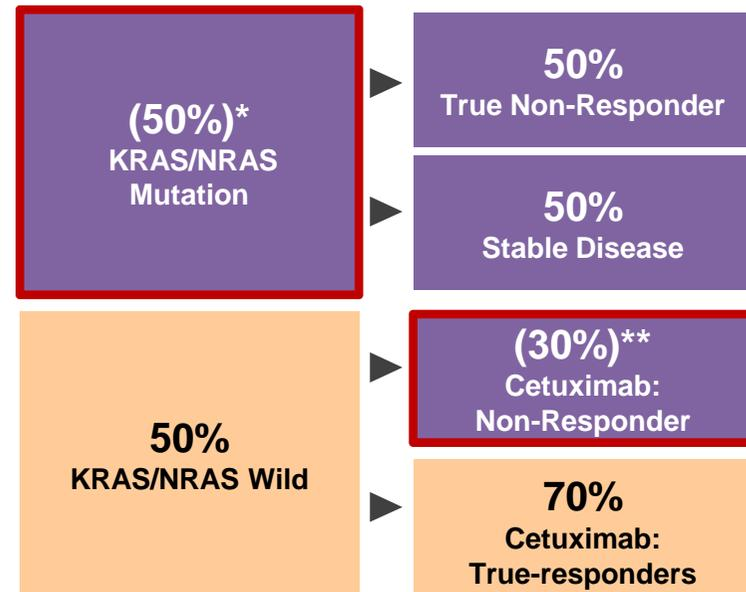 (50%)*
KRAS/NRAS
Mutation
50%
True Non-Responder
50%
Stable Disease
50%
KRAS/NRAS Wild
(30%)**
Cetuximab:
Non-Responder
70%
Cetuximab:
True-responders